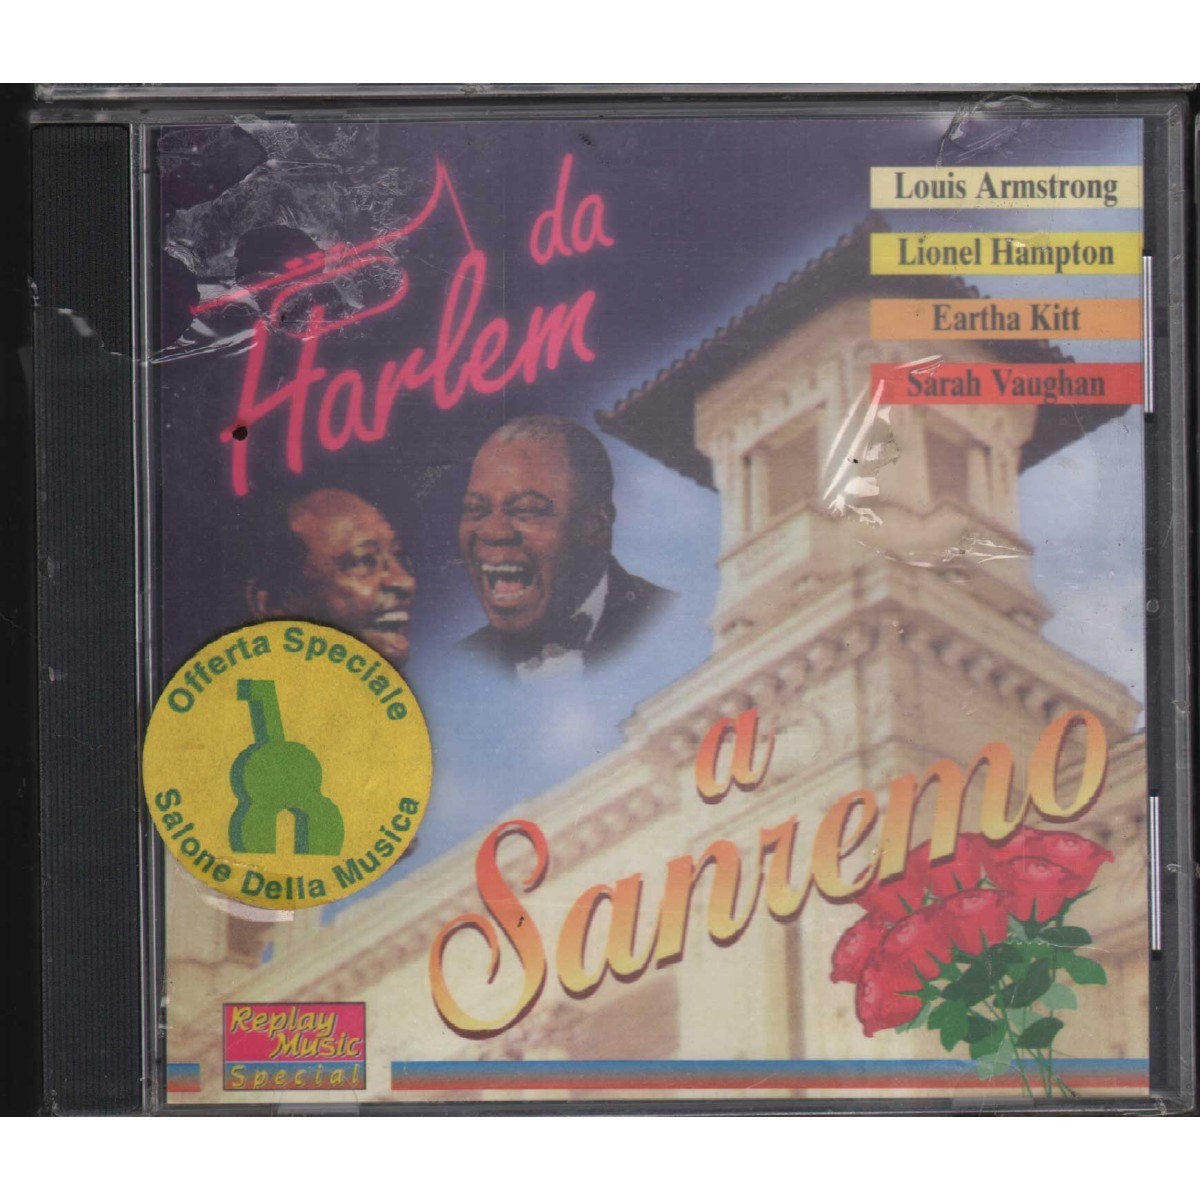 da
Harlem
Louis Armstrong
Lionel Hampton
Eartha Kitt
Sarah Vaughan
Offerta Speciale
Salone Della Musica
a
Sanremo
Replay
Music
Special